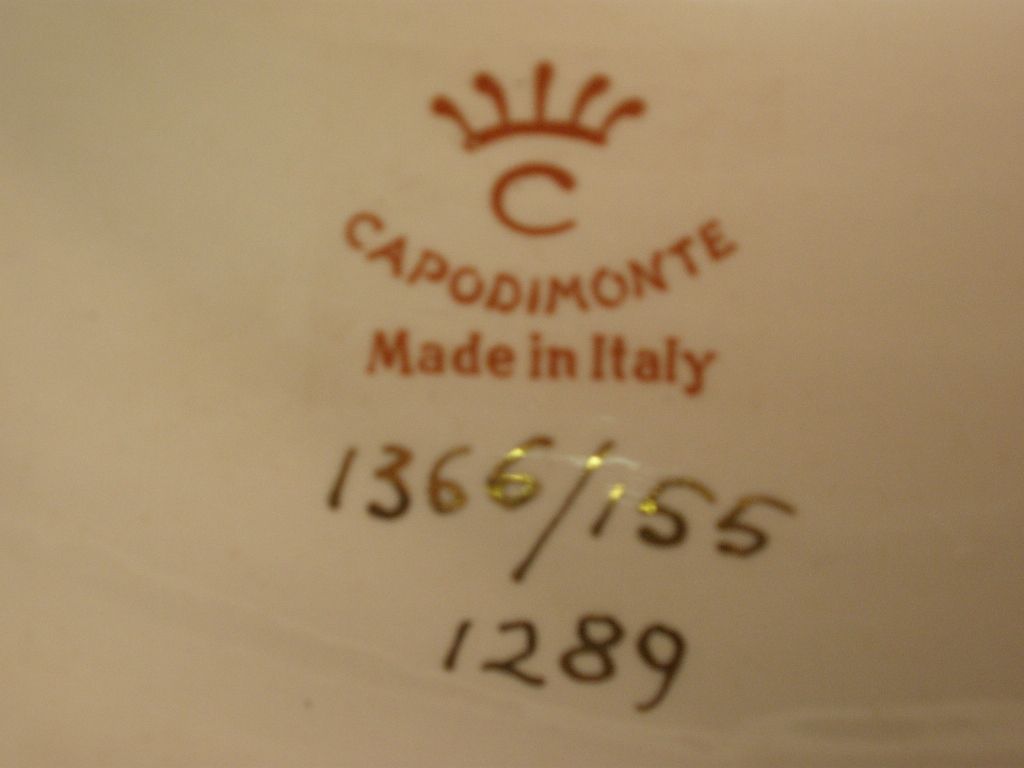 C
CAPODIMONTE
Made in Italy
1366/155
1289